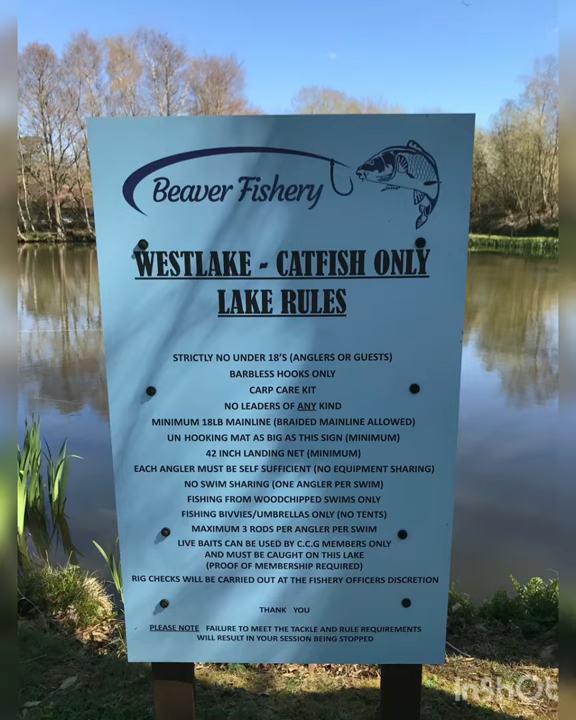 Beaver Fishery
WESTLAKE - CATFISH ONLY
LAKE RULES
STRICTLY NO UNDER 18'S (ANGLERS OR GUESTS)
BARBLESS HOOKS ONLY
CARP CARE KIT
NO LEADERS OF ANY KIND
MINIMUM 18LB MAINLINE (BRAIDED MAINLINE ALLOWED)
UN HOOKING MAT AS BIG AS THIS SIGN (MINIMUM)
42 INCH LANDING NET (MINIMUM)
EACH ANGLER MUST BE SELF SUFFICIENT (NO EQUIPMENT SHARING)
NO SWIM SHARING (ONE ANGLER PER SWIM)
FISHING FROM WOODCHIPPED SWIMS ONLY
FISHING BIVVIES/UMBRELLAS ONLY (NO TENTS)
MAXIMUM 3 RODS PER ANGLER PER SWIM
LIVE BAITS CAN BE USED BY C.C.G MEMBERS ONLY
AND MUST BE CAUGHT ON THIS LAKE
(PROOF OF MEMBERSHIP REQUIRED)
RIG CHECKS WILL BE CARRIED OUT AT THE FISHERY OFFICERS DISCRETION
THANK YOU
PLEASE NOTE FAILURE TO MEET THE TACKLE AND RULE REQUIREMENTS
WILL RESULT IN YOUR SESSION BEING STOPPED